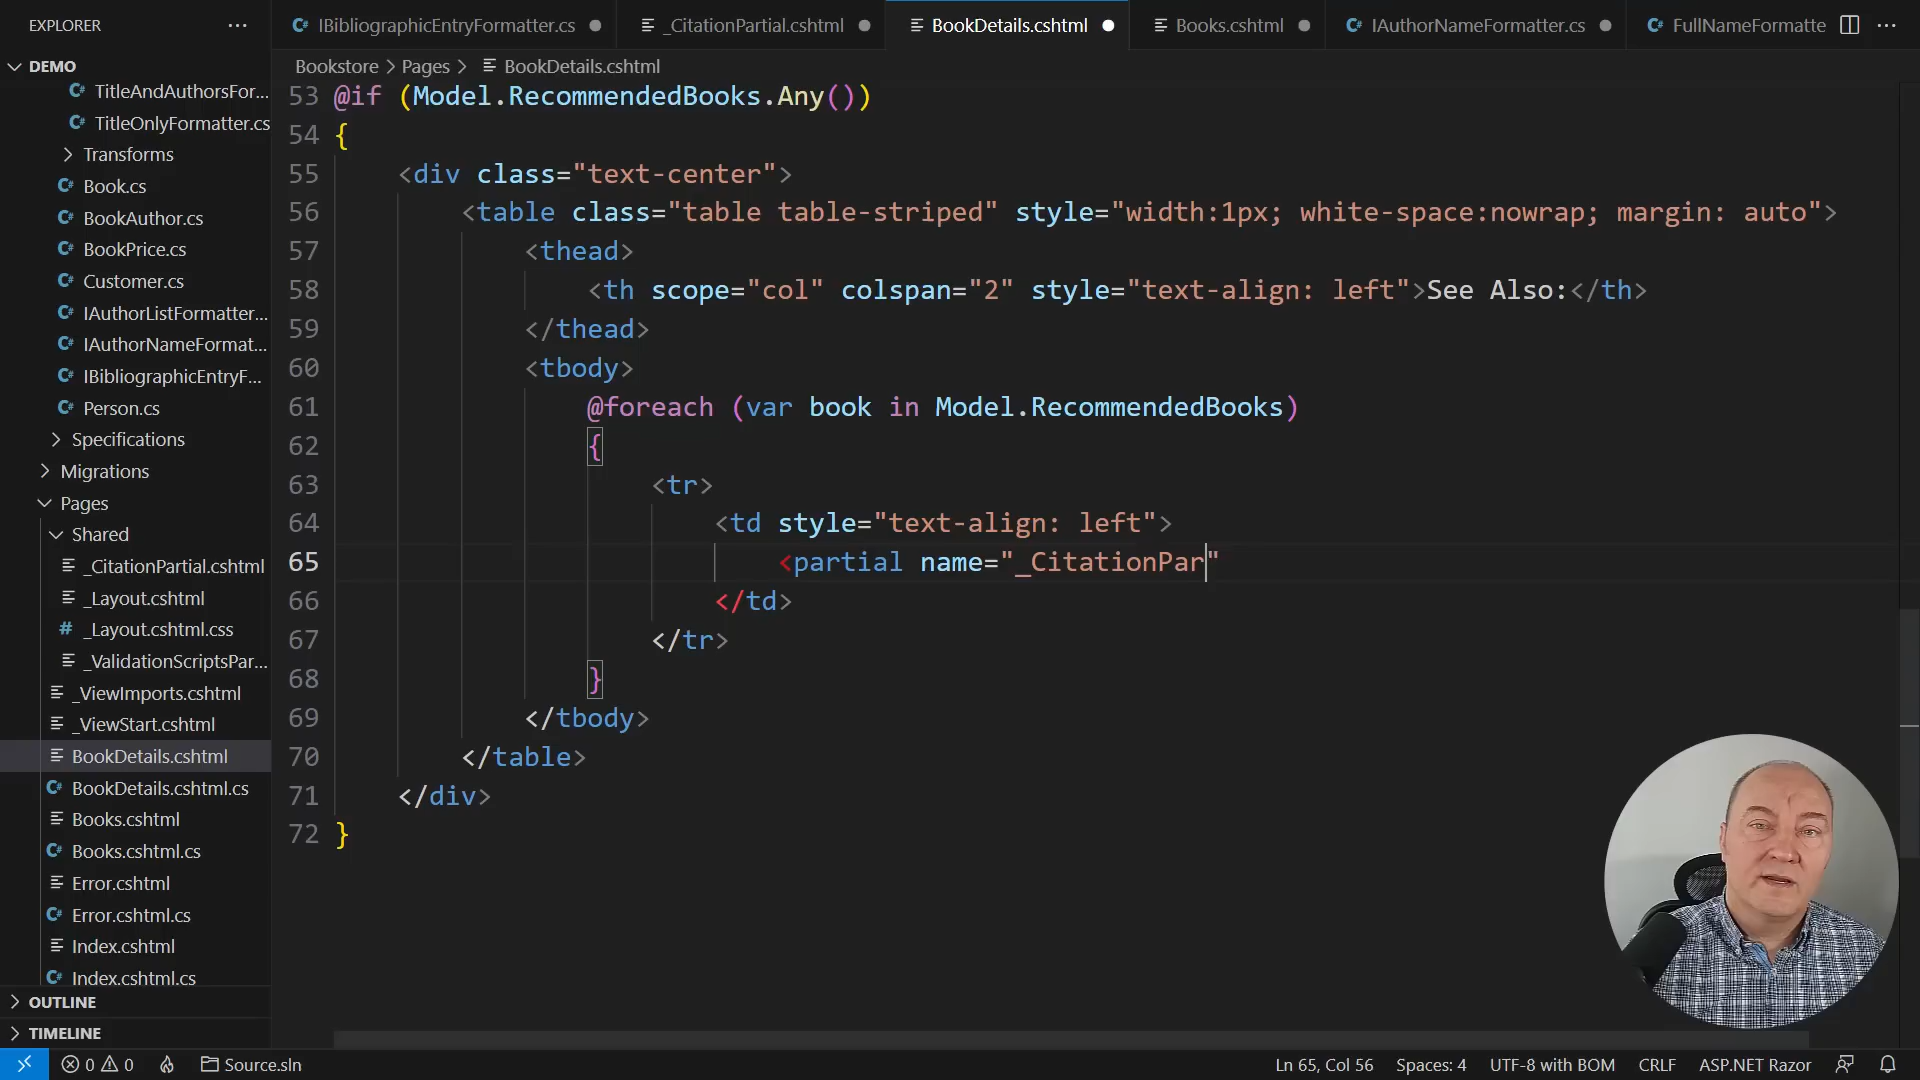 EXPLORER
DEMO
TitleAndAuthorsFor...
TitleOnlyFormatter.cs
Transforms
Book.cs
BookAuthor.cs
BookPrice.cs
Customer.cs
IAuthorListFormatter...
IAuthorNameFormat...
IBibliographicEntryF...
Person.cs
Specifications
Migrations
Pages
Shared
_CitationPartial.cshtml
_Layout.cshtml
_Layout.cshtml.css
_ValidationScriptsPar...
_ViewImports.cshtml
_ViewStart.cshtml
BookDetails.cshtml
BookDetails.cshtml.cs
Books.cshtml
Books.cshtml.cs
Error.cshtml
Error.cshtml.cs
Index.cshtml
Index.cshtml.cs
OUTLINE
TIMELINE
IBibliographicEntryFormatter.cs
_CitationPartial.cshtml
BookDetails.cshtml
Books.cshtml
IAuthorNameFormatter.cs
FullNameFormatte
Bookstore > Pages > BookDetails.cshtml
53 @if (Model.RecommendedBooks.Any())
54 {
55 <div class="text-center">
56 <table class="table table-striped" style="width:1px; white-space:nowrap; margin: auto">
57 <thead>
58 <th scope="col" colspan="2" style="text-align: left">See Also:</th>
59 </thead>
60 <tbody>
61 @foreach (var book in Model.RecommendedBooks)
62 {
63 <tr>
64 <td style="text-align: left">
65 <partial name="_CitationPar"
66 </td>
67 </tr>
68 }
69 </tbody>
70 </table>
71 </div>
72 }
0 0 Source.sln
Ln 65, Col 56 Spaces: 4 UTF-8 with BOM CRLF ASP.NET Razor